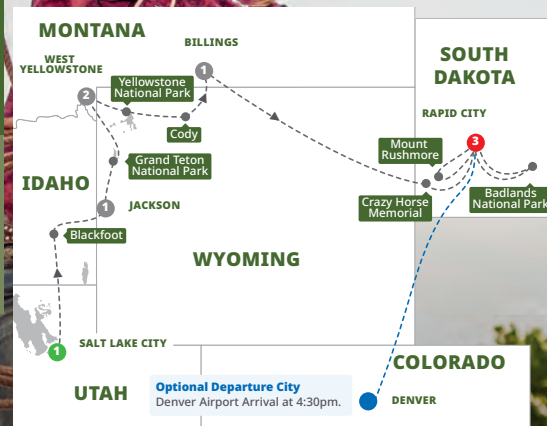 MONTANA
BILLINGS
WEST
YELLOWSTONE
1
SOUTH
DAKOTA
Yellowstone
National Park
2
Cody
RAPID CITY
3
Mount
Rushmore
Grand Teton
National Park
IDAHO
Crazy Horse
Memorial
Badlands
National Park
1
JACKSON
Blackfoot
WYOMING
SALT LAKE CITY
1
COLORADO
UTAH
Optional Departure City
Denver Airport Arrival at 4:30pm.
DENVER